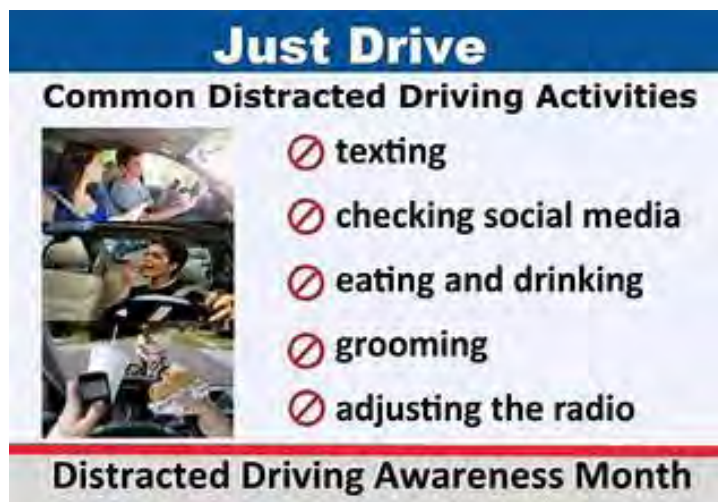 Just Drive
Common Distracted Driving Activities
texting
checking social media
eating and drinking
grooming
adjusting the radio
Distracted Driving Awareness Month